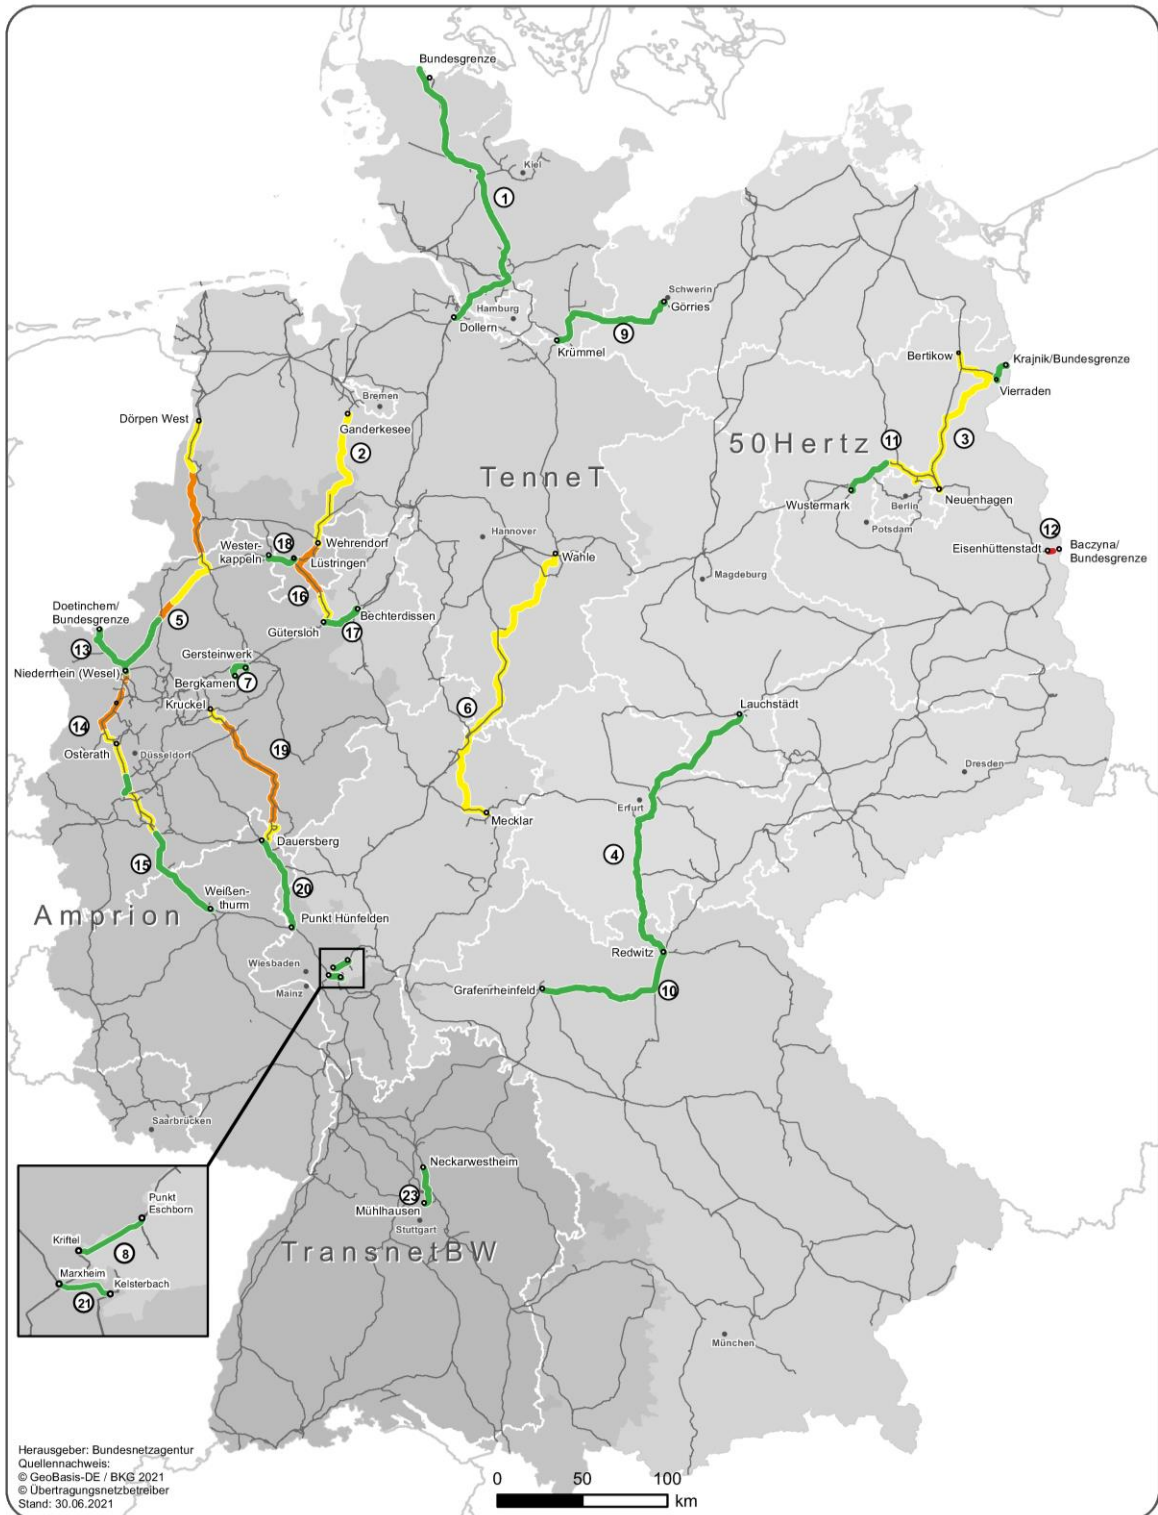 Bundesgrenze
Kiel
1
Schwerin
Görries
Hamburg
Dollern
9
Krümmel
Bertikow
Krajnik/Bundesgrenze
Vierraden
Bremen
Ganderkesee
Dörpen West
2
3
50Hertz
11
TenneT
Neuenhagen
Wustermark
Berlin
Potsdam
Hannover
Wahle
12
Eisenhüttenstadt
Baczyna/
Bundesgrenze
Wehrendorf
18
Wester-
kappeln
Lüstringen
Magdeburg
16
Doetinchem/
Bundesgrenze
5
Bechterdissen
Gütersloh
17
13
Gersteinwerk
Niederrhein (Wesel)
Bergkamen
7
Kruckel
6
Lauchstädt
14
Osterath
Düsseldorf
19
Dresden
Erfurt
Mecklar
Dauersberg
4
15
20
Weißen-
thurm
Amprion
Punkt Hünfelden
Redwitz
Wiesbaden
Mainz
Grafenrheinfeld
10
Saarbrücken
Neckarwestheim
23
Mühlhausen
Stuttgart
TransnetBW
Punkt
Eschborn
Kriftel
8
Marxheim
Kelsterbach
21
München
Herausgeber: Bundesnetzagentur
Quellennachweis:
© GeoBasis-DE / BKG 2021
© Übertragungsnetzbetreiber
Stand: 30.06.2021
0 50 100
km